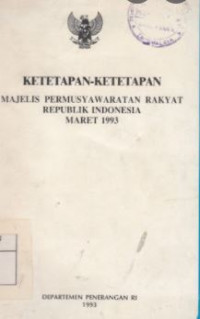 KETETAPAN-KETETAPAN
MAJELIS PERMUSYAWARATAN RAKYAT
REPUBLIK INDONESIA
MARET 1993
DEPARTEMEN PENERANGAN RI
1993